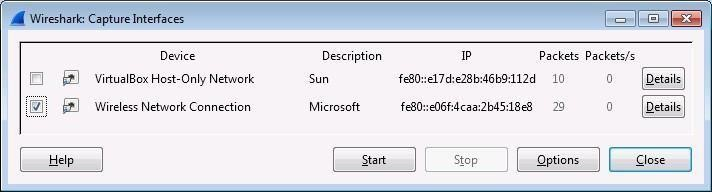 Wireshark: Capture Interfaces
Device Description IP Packets Packets/s
VirtualBox Host-Only Network Sun fe80::e17d:e28b:46b9:112d 10 0 Details
Wireless Network Connection Microsoft fe80::e06f:4caa:2b45:18e8 29 0 Details
Help Start Stop Options Close